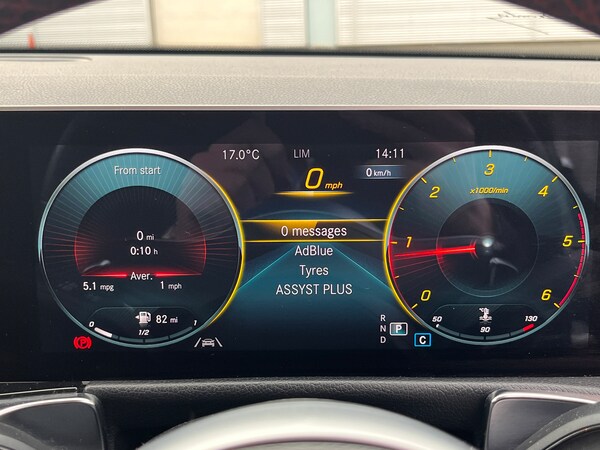 From start
0 mi
0:10 h
Aver.
5.1 mpg
1 mph
82 mi
0
1/2
1
17.0°C
LIM
14:11
0 mph
0 km/h
0 messages
AdBlue
Tyres
ASSYST PLUS
R
N
D
P
C
0
1
2
3
4
5
6
x1000/min
50
90
130
P